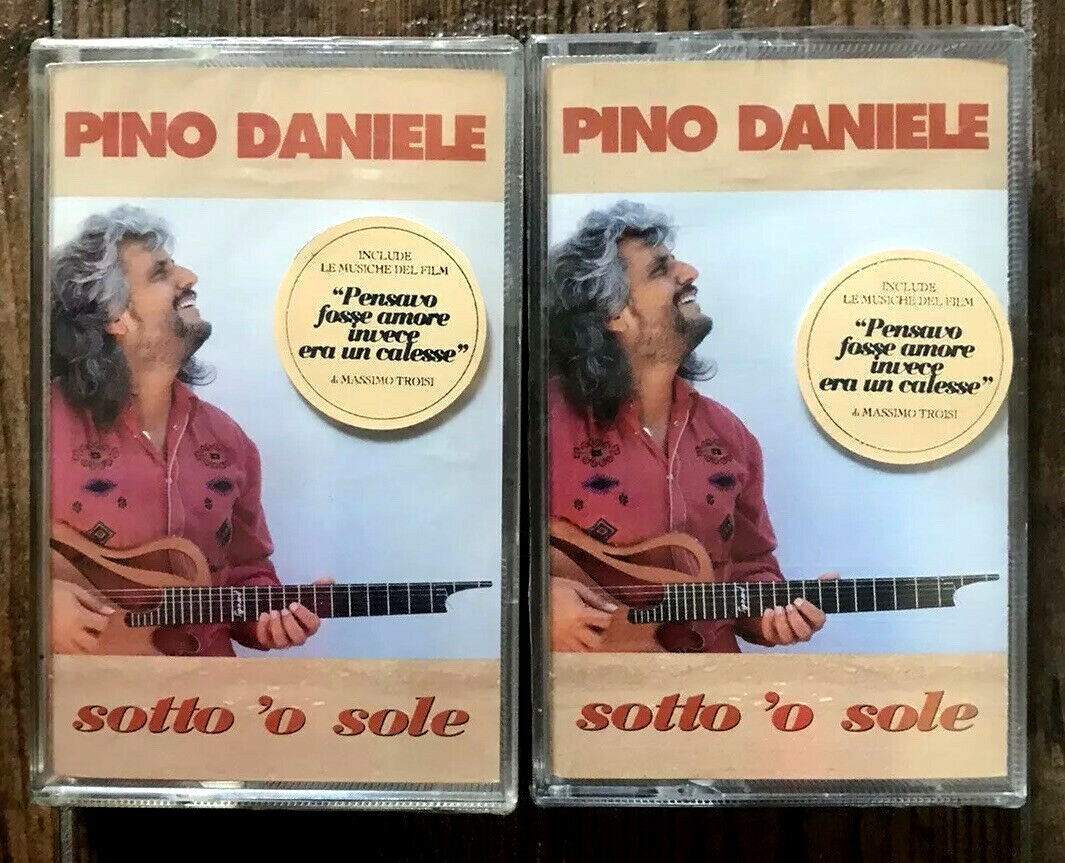 PINO DANIELE
INCLUDE
LE MUSICHE DEL FILM
“Pensavo
fosse amore
invece
era un calesse”
di MASSIMO TROISI
sotto 'o sole
PINO DANIELE
INCLUDE
LE MUSICHE DEL FILM
“Pensavo
fosse amore
invece
era un calesse”
di MASSIMO TROISI
sotto 'o sole